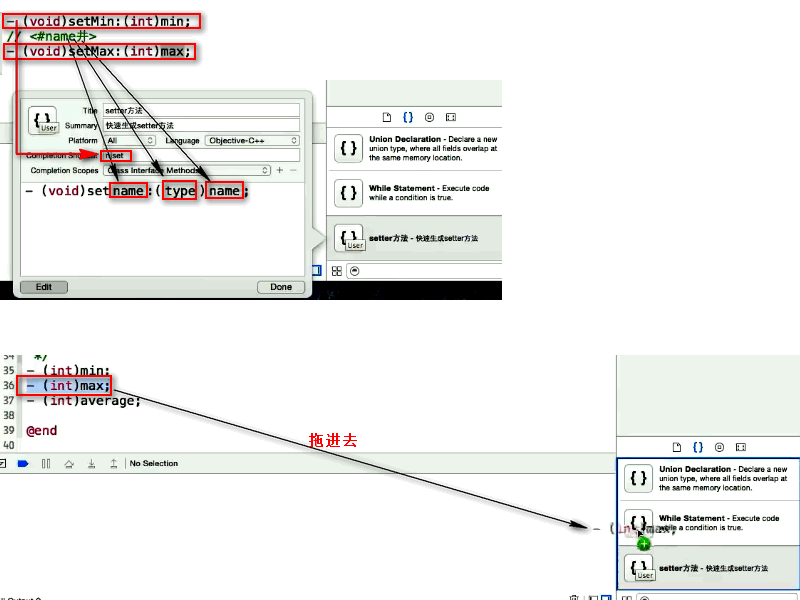 - (void)setMin:(int)min;
// <#name#>
- (void)setMax:(int)max;
Title setter方法
Summary 快速生成setter方法
Platform All Language Objective-C++
Completion Shortcut
Completion Scopes Class Interface Methods
- (void)setname:(type)name;
Edit Done
{ } User
Union Declaration - Declare a new
union type, where all fields overlap at
the same memory location.
While Statement - Execute code
while a condition is true.
setter方法 - 快速生成setter方法
User
34 */
35 - (int)min;
36 - (int)max;
37 - (int)average;
38
39 @end
40
No Selection
拖进去
- (int)max;
Union Declaration - Declare a new
union type, where all fields overlap at
the same memory location.
While Statement - Execute code
while a condition is true.
setter方法 - 快速生成setter方法
User